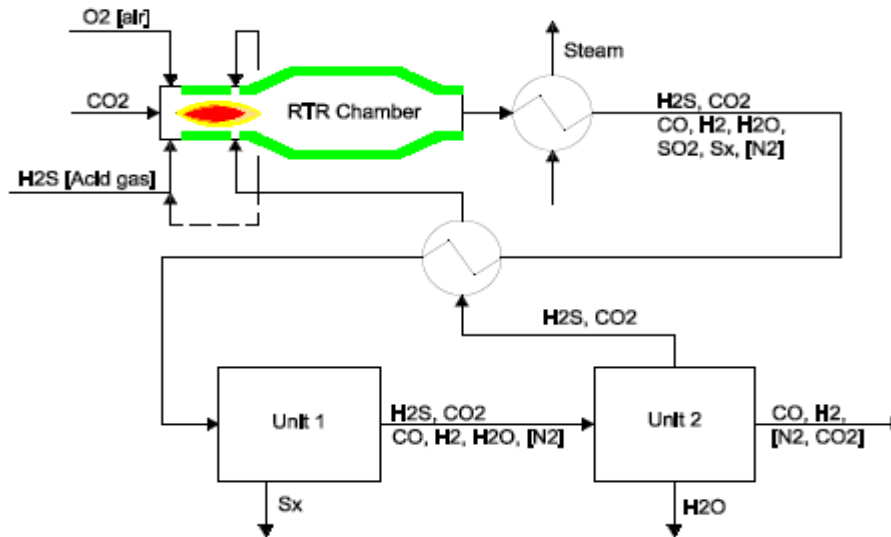 O2 [air]
Steam
CO2
RTR Chamber
H2S, CO2
CO, H2, H2O,
SO2, Sx, [N2]
H2S [Acid gas]
H2S, CO2
Unit 1
H2S, CO2
CO, H2, H2O, [N2]
Unit 2
CO, H2,
[N2, CO2]
Sx
H2O